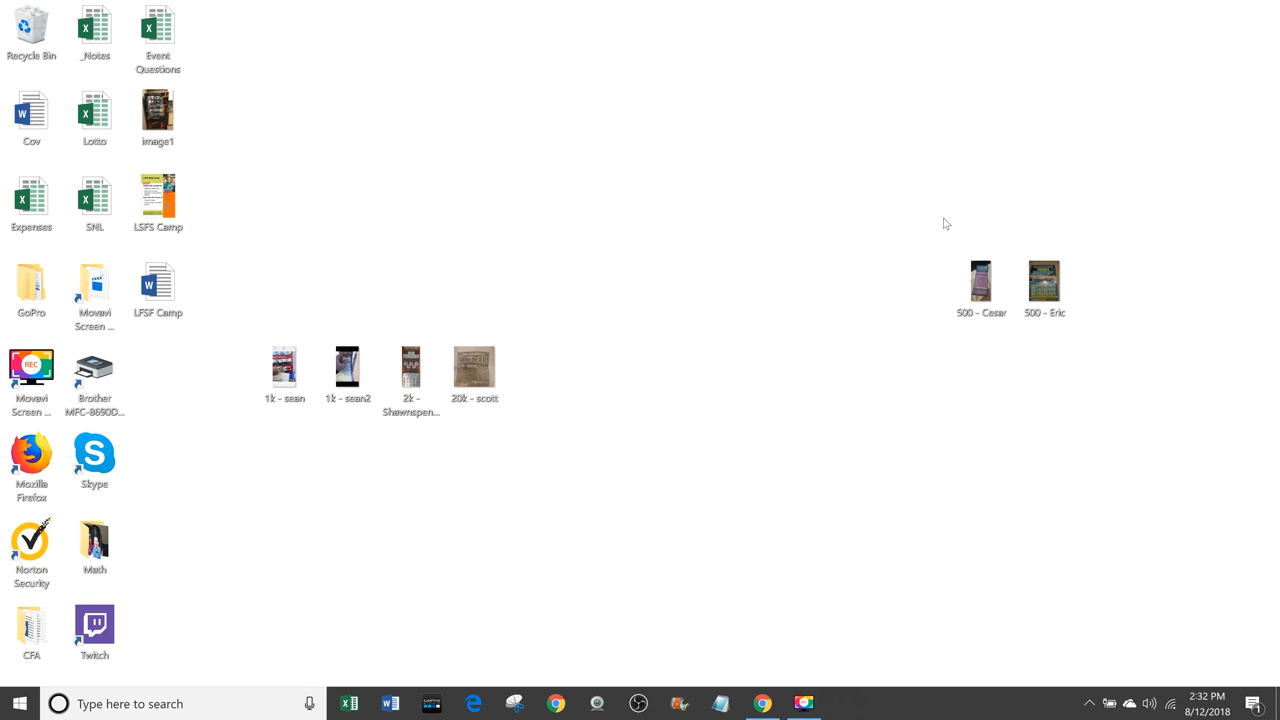 Recycle Bin
_Notes
Event
Questions
Cov
Lotto
image1
Expenses
SNL
LSFS Camp
GoPro
Movavi
Screen ...
LFSF Camp
500 - Cesar
500 - Eric
REC
Movavi
Screen ...
Brother
MFC-8690D...
1k - sean
1k - sean2
2k -
Shawnspen...
20k - scott
Mozilla
Firefox
Skype
Norton
Security
Math
CFA
Twitch
Type here to search
2:32 PM
8/12/2018